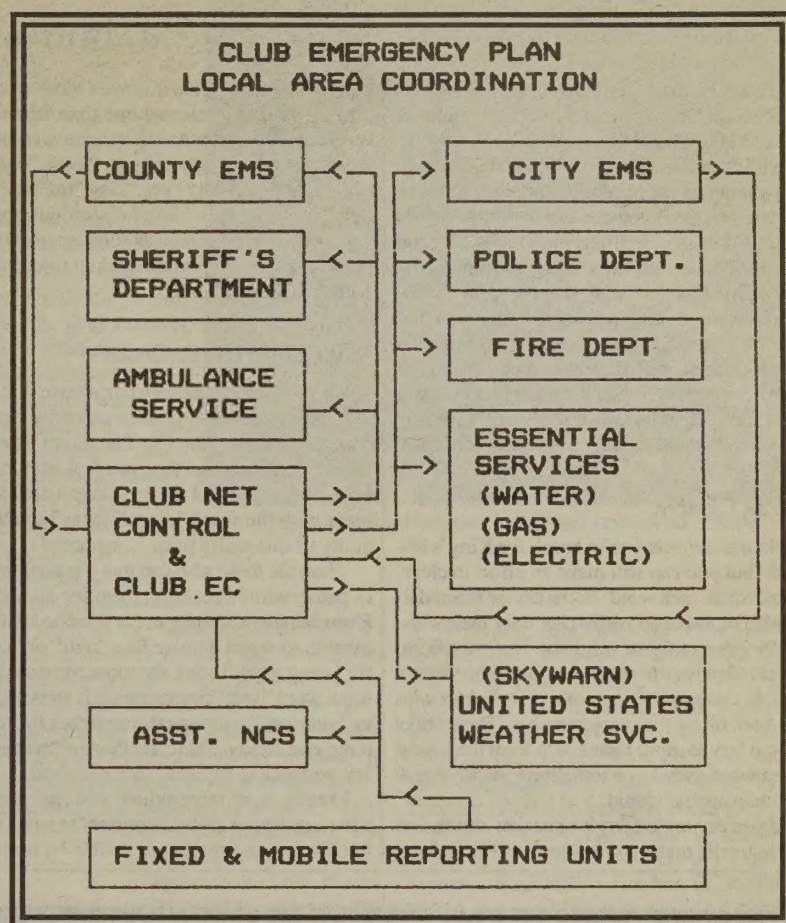 CLUB EMERGENCY PLAN
LOCAL AREA COORDINATION
COUNTY EMS
CITY EMS
SHERIFF'S
DEPARTMENT
POLICE DEPT.
FIRE DEPT
AMBULANCE
SERVICE
ESSENTIAL
SERVICES
(WATER)
(GAS)
(ELECTRIC)
CLUB NET
CONTROL
&
CLUB.EC
(SKYWARN)
UNITED STATES
WEATHER SVC.
ASST. NCS
FIXED & MOBILE REPORTING UNITS